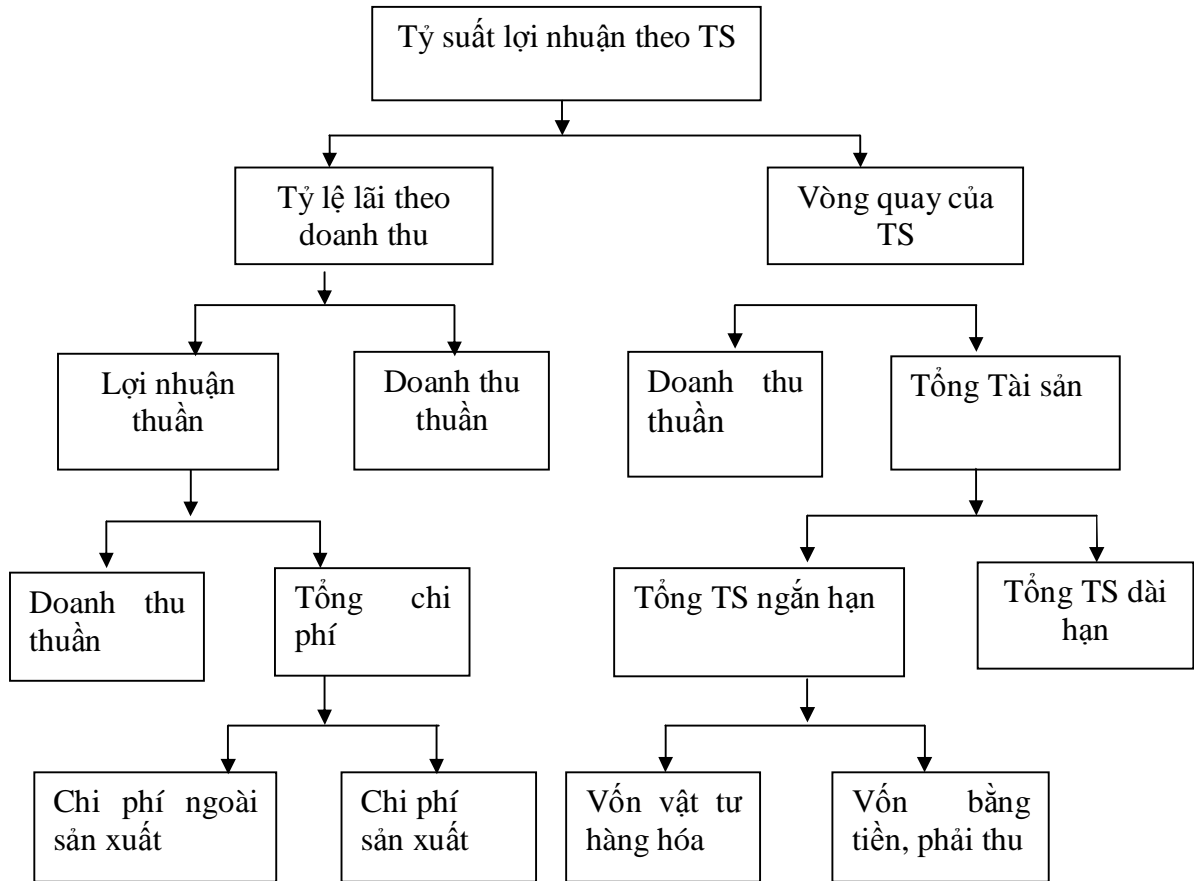 Tỷ suất lợi nhuận theo TS
Tỷ lệ lãi theo
doanh thu
Vòng quay của
TS
Lợi nhuận
thuần
Doanh thu
thuần
Doanh thu
thuần
Tổng Tài sản
Doanh thu
thuần
Tổng chi
phí
Tổng TS ngắn hạn
Tổng TS dài
hạn
Chi phí ngoài
sản xuất
Chi phí
sản xuất
Vốn vật tư
hàng hóa
Vốn bằng
tiền, phải thu